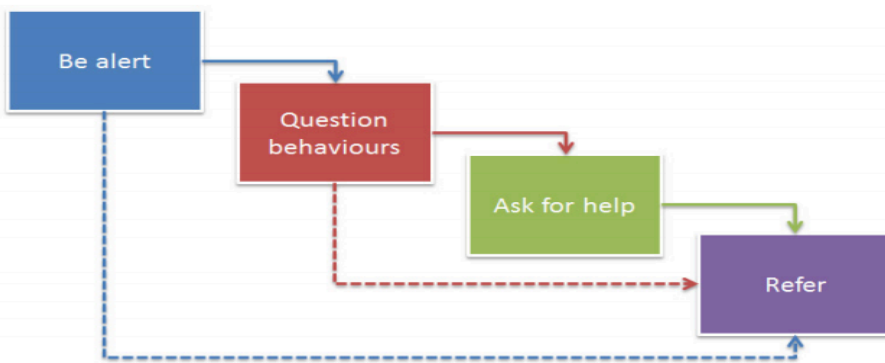 Be alert
Question
behaviours
Ask for help
Refer